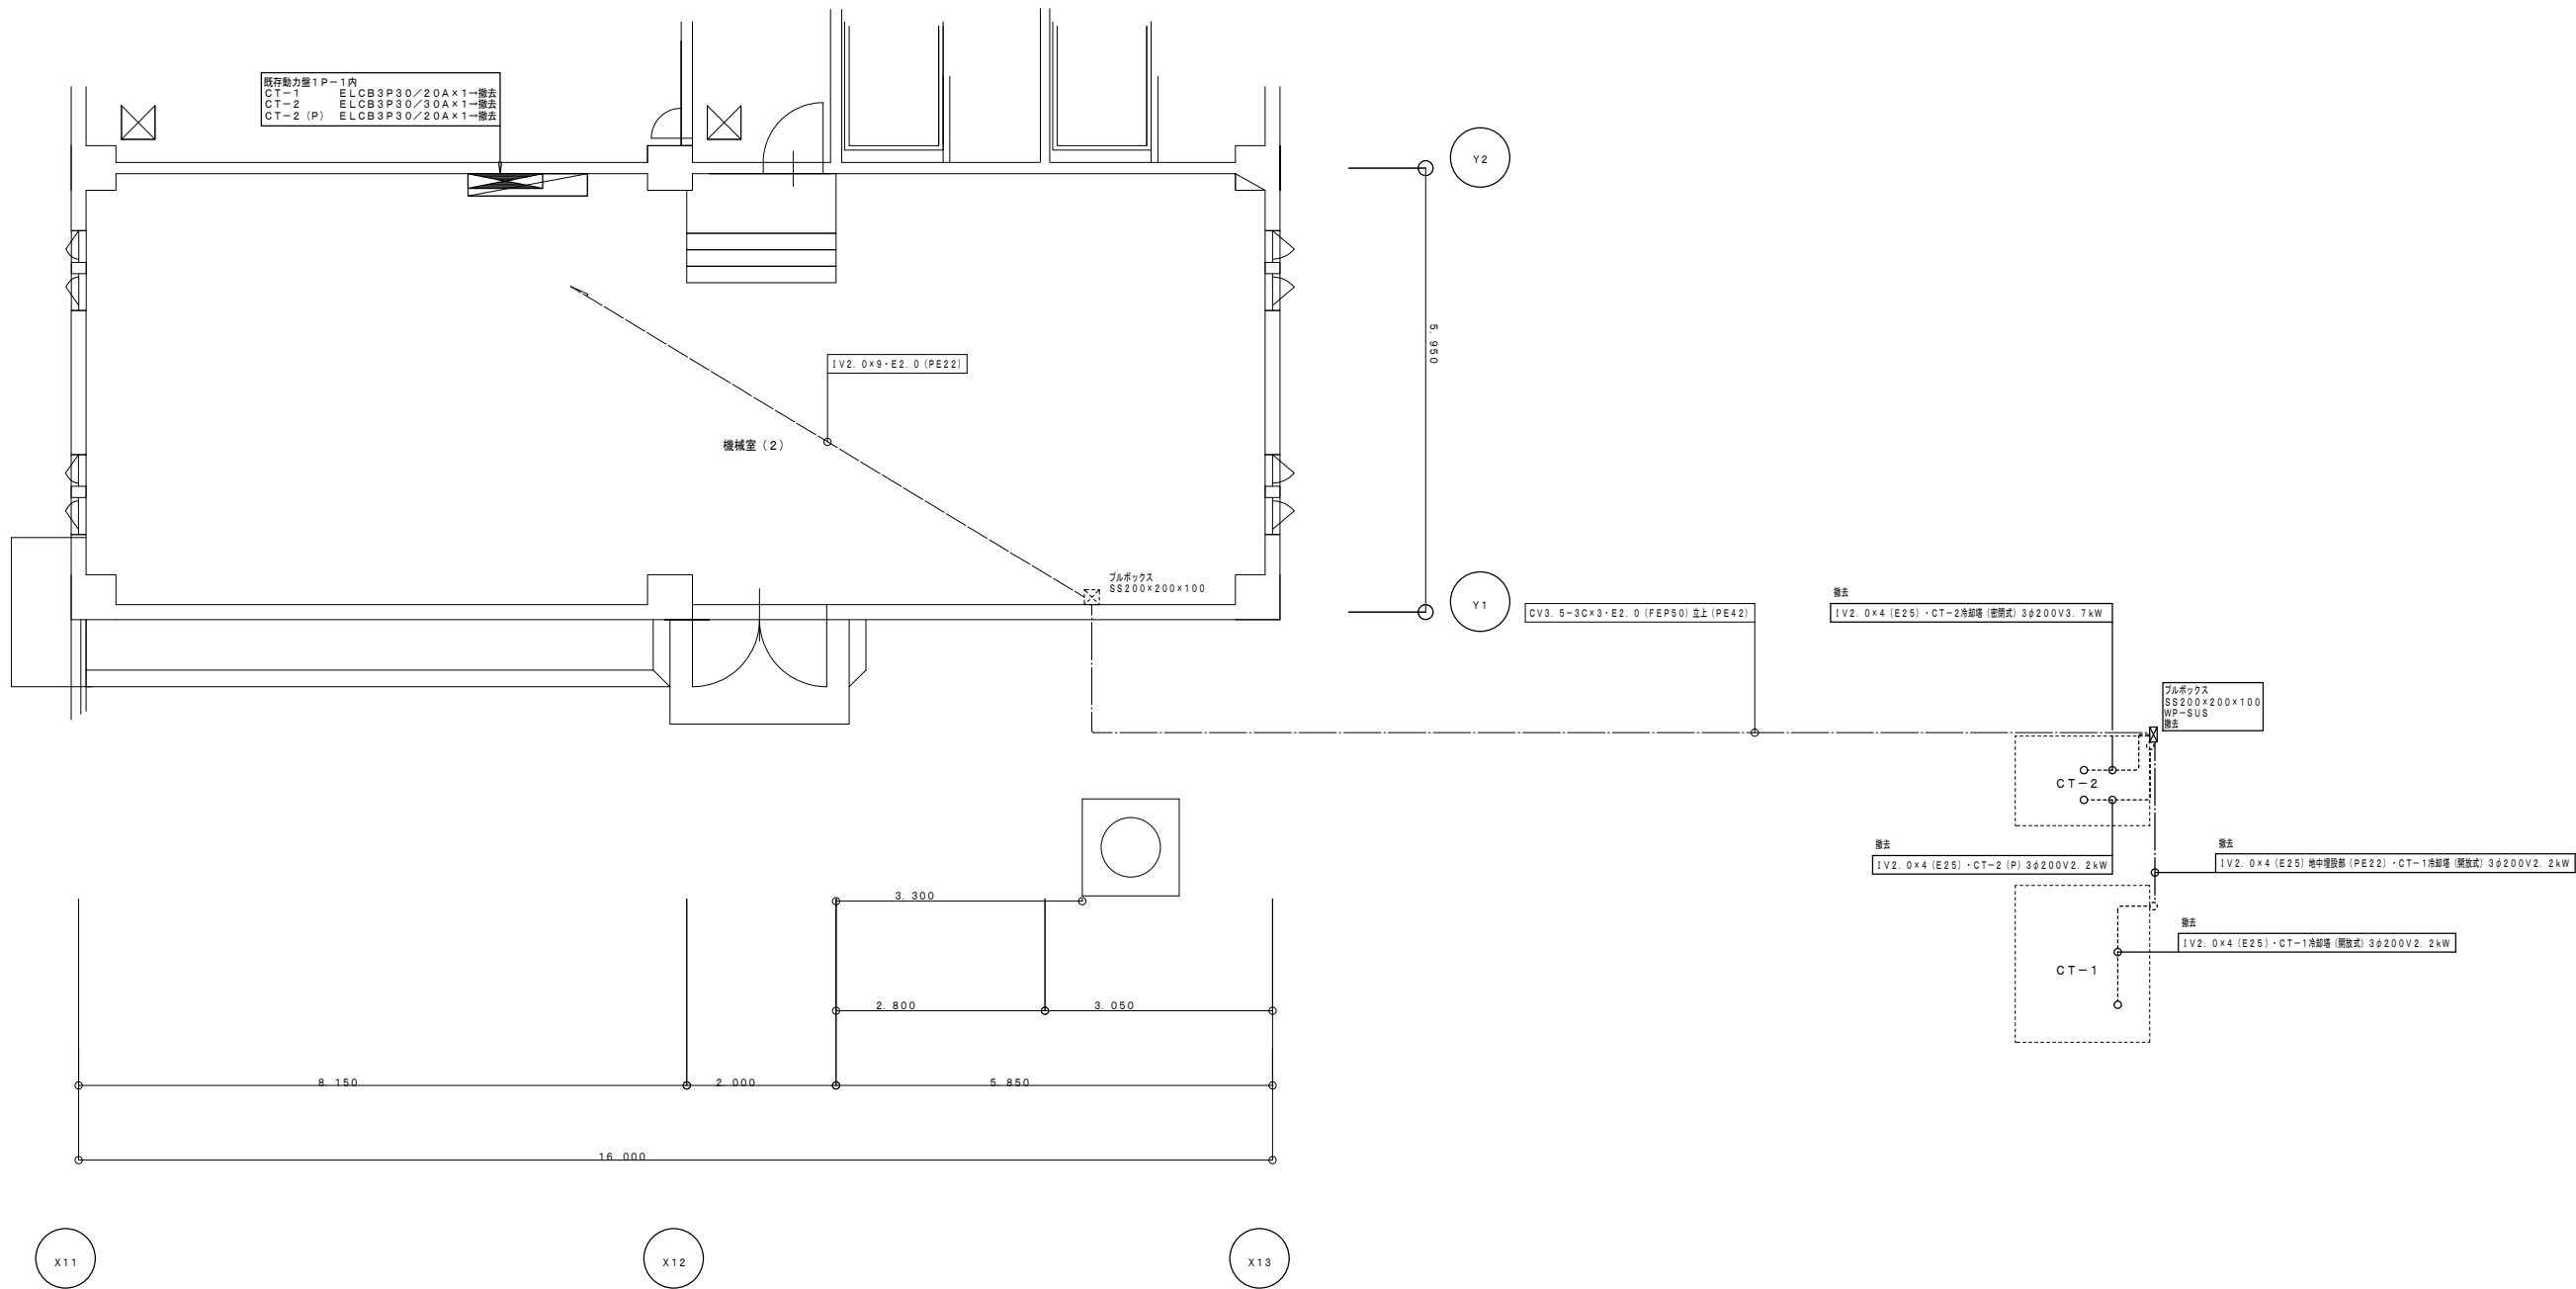 既存動力盤1P-1内
CT-1 ELCB3P30/20A×1→撤去
CT-2 ELCB3P30/30A×1→撤去
CT-2(P) ELCB3P30/20A×1→撤去
Y2
5.950
IV2.0×9・E2.0(PE22)
機械室(2)
プルボックス
SS200×200×100
Y1
CV3.5-3C×3・E2.0(FEP50)立上(PE42)
撤去
IV2.0×4(E25)・CT-2冷却塔(密閉式)3φ200V3.7kW
プルボックス
SS200×200×100
WP-SUS
撤去
CT-2
撤去
IV2.0×4(E25)・CT-2(P)3φ200V2.2kW
撤去
IV2.0×4(E25)地中埋設部(PE22)・CT-1冷却塔(開放式)3φ200V2.2kW
撤去
IV2.0×4(E25)・CT-1冷却塔(開放式)3φ200V2.2kW
CT-1
3.300
2.800
3.050
8.150
2.000
5.850
16.000
X11
X12
X13